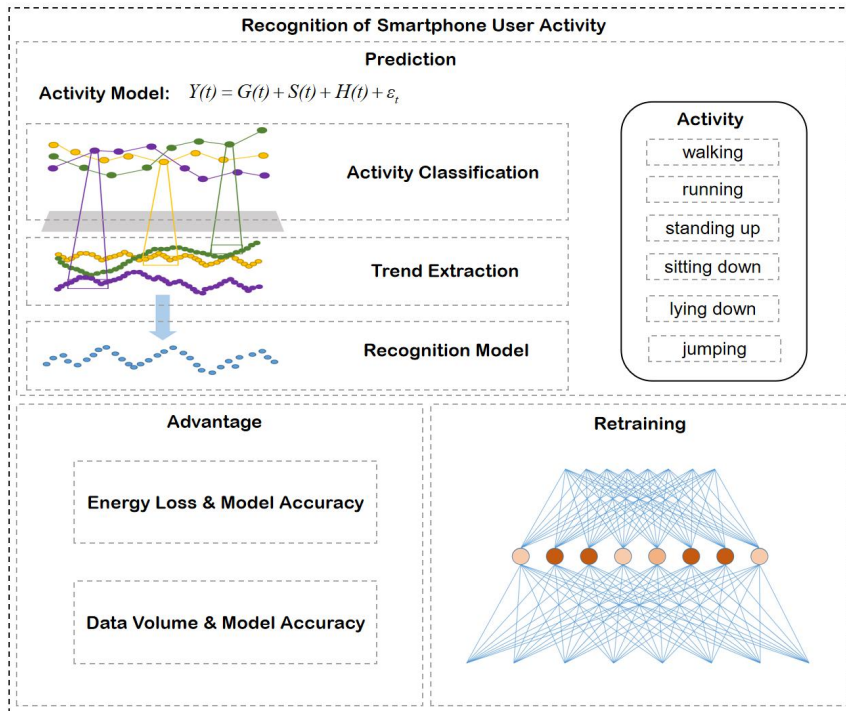 Recognition of Smartphone User Activity
Prediction
Activity Model: Y(t) = G(t) + S(t) + H(t) + ε_t
Activity Classification
Trend Extraction
Recognition Model
Activity
walking
running
standing up
sitting down
lying down
jumping
Advantage
Energy Loss & Model Accuracy
Data Volume & Model Accuracy
Retraining